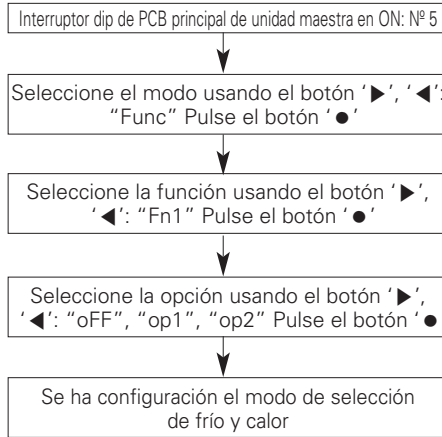 Interruptor dip de PCB principal de unidad maestra en ON: Nº 5
Seleccione el modo usando el botón ‘▶’, ‘◀’:
“Func” Pulse el botón ‘●’
Seleccione la función usando el botón ‘▶’,
‘◀’: “Fn1” Pulse el botón ‘●’
Seleccione la opción usando el botón ‘▶’,
‘◀’: “oFF”, “op1”, “op2” Pulse el botón ‘●
Se ha configuración el modo de selección
de frío y calor